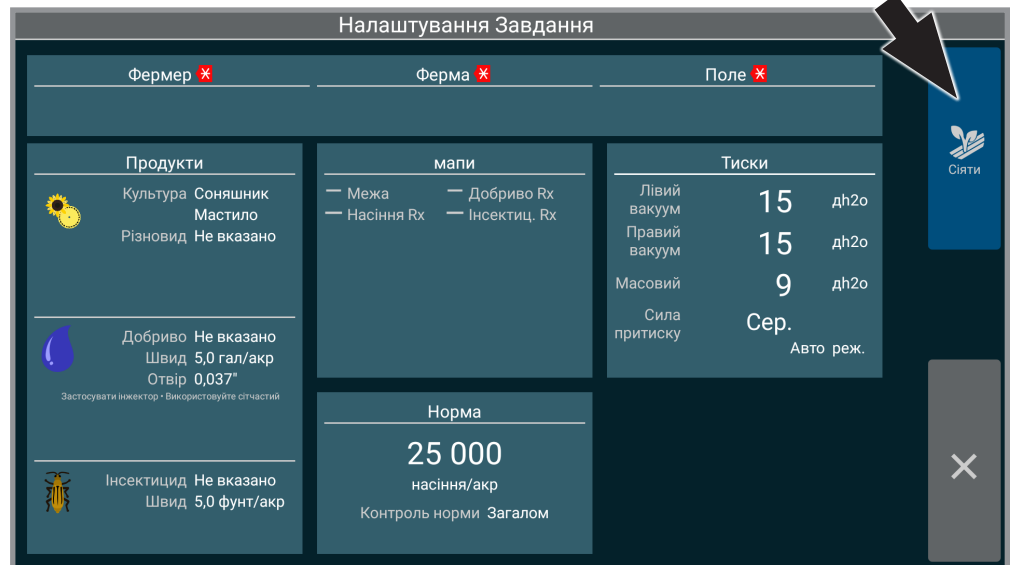 Налаштування Завдання
Фермер
Ферма
Поле
Сіяти
Продукти
Культура Соняшник
Мастило
Різновид Не вказано
Добриво Не вказано
Швид 5,0 гал/акр
Отвір 0,037"
Застосувати інжектор • Використовуйте сітчастий
Інсектицид Не вказано
Швид 5,0 фунт/акр
мапи
— Межа — Добриво Rx
— Насіння Rx — Інсектиц. Rx
Норма
25 000
насіння/акр
Контроль норми Загалом
Тиски
Лівий
вакуум 15 дh2o
Правий
вакуум 15 дh2o
Масовий 9 дh2o
Сила
притиску Сер.
Авто реж.